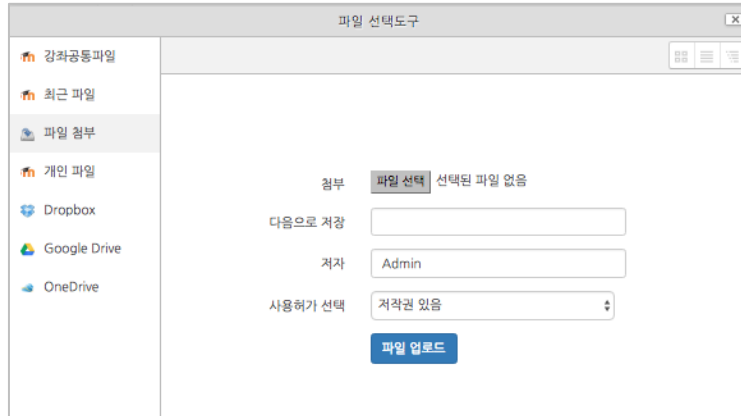 파일 선택도구
강좌공통파일
최근 파일
파일 첨부
개인 파일
Dropbox
Google Drive
OneDrive
첨부 파일 선택 선택된 파일 없음
다음으로 저장
저자 Admin
사용허가 선택 저작권 있음
파일 업로드